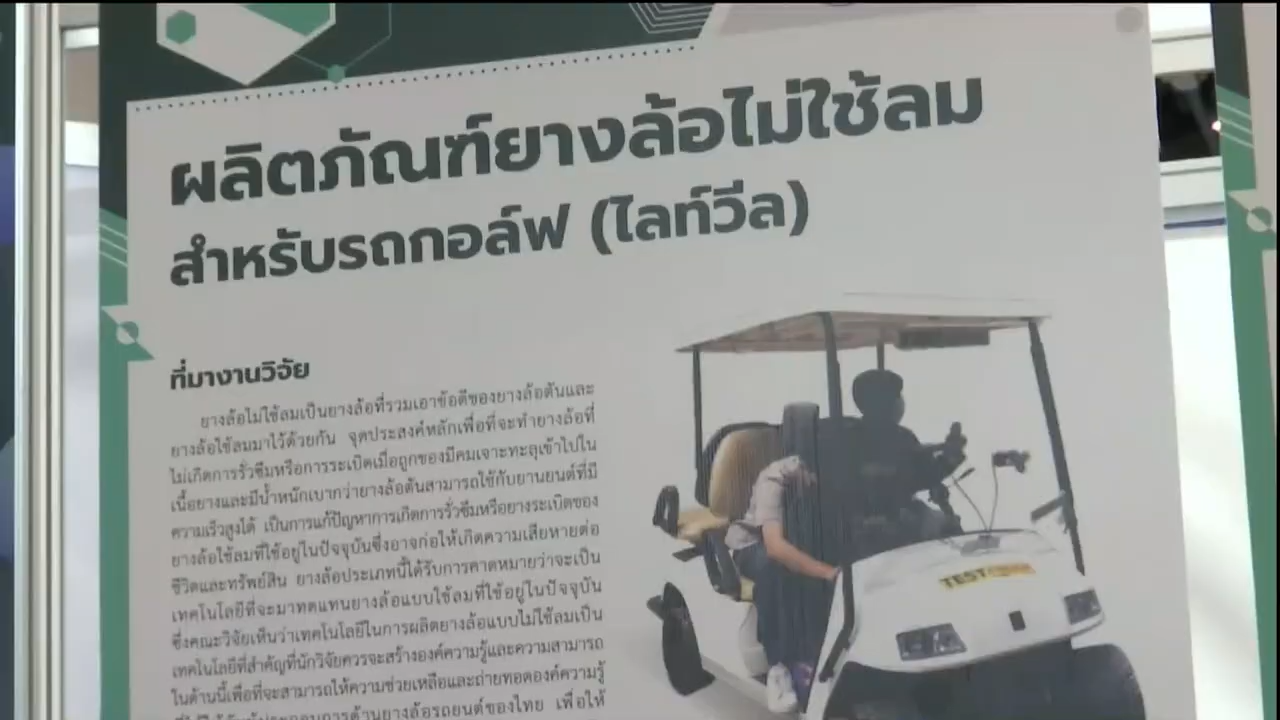 ผลิตภัณฑ์ยางล้อไม่ใช้ลม
สำหรับรถกอล์ฟ (ไลท์วีล)
ที่มางานวิจัย
ยางล้อไม่ใช้ลมเป็นยางล้อที่รวมเอาข้อดีของยางล้อตันและ
ยางล้อใช้ลมมาไว้ด้วยกัน จุดประสงค์หลักเพื่อที่จะทำยางล้อที่
ไม่เกิดการรั่วซึมหรือการระเบิดเมื่อถูกของมีคมเจาะทะลุเข้าไปใน
เนื้อยางและมีน้ำหนักเบากว่ายางล้อตันสามารถใช้กับยานยนต์ที่มี
ความเร็วสูงได้ เป็นการแก้ปัญหาการเกิดการรั่วซึมหรือยางระเบิดของ
ยางล้อใช้ลมที่ใช้อยู่ในปัจจุบันซึ่งอาจก่อให้เกิดความเสียหายต่อ
ชีวิตและทรัพย์สิน ยางล้อประเภทนี้ได้รับการคาดหมายว่าจะเป็น
เทคโนโลยีที่จะมาทดแทนยางล้อแบบใช้ลมที่ใช้อยู่ในปัจจุบัน
ซึ่งคณะวิจัยเห็นว่าเทคโนโลยีในการผลิตยางล้อแบบไม่ใช้ลมเป็น
เทคโนโลยีที่สำคัญที่นักวิจัยควรจะสร้างองค์ความรู้และความสามารถ
ในด้านนี้เพื่อที่จะสามารถให้ความช่วยเหลือและถ่ายทอดองค์ความรู้
การด้านยางล้อรถยนต์ของไทย เพื่อให้
TEST